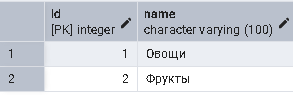 id name
[PK] integer character varying (100)
1 1 Овощи
2 2 Фрукты